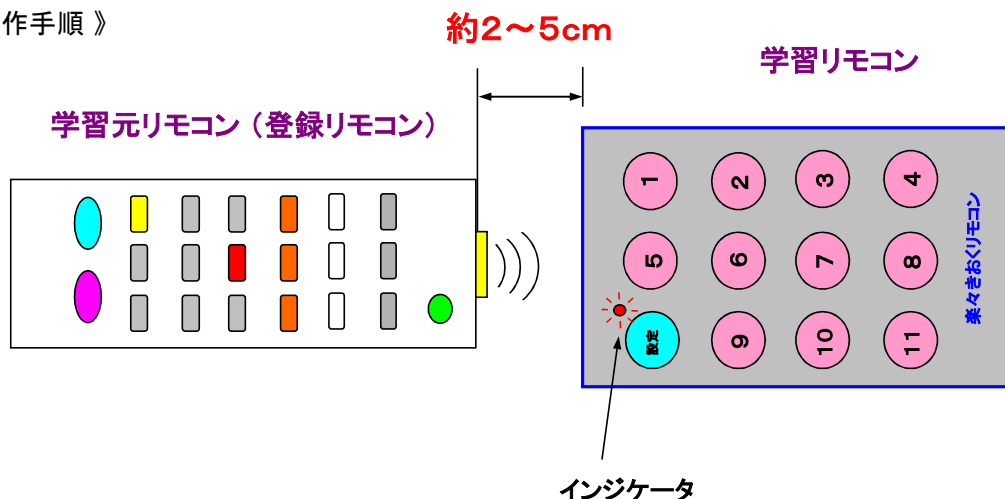 作手順 》
約2～5cm
学習リモコン
学習元リモコン（登録リモコン）
1
2
3
4
5
6
7
8
設定
9
10
11
楽々きおくリモコン
インジケータ